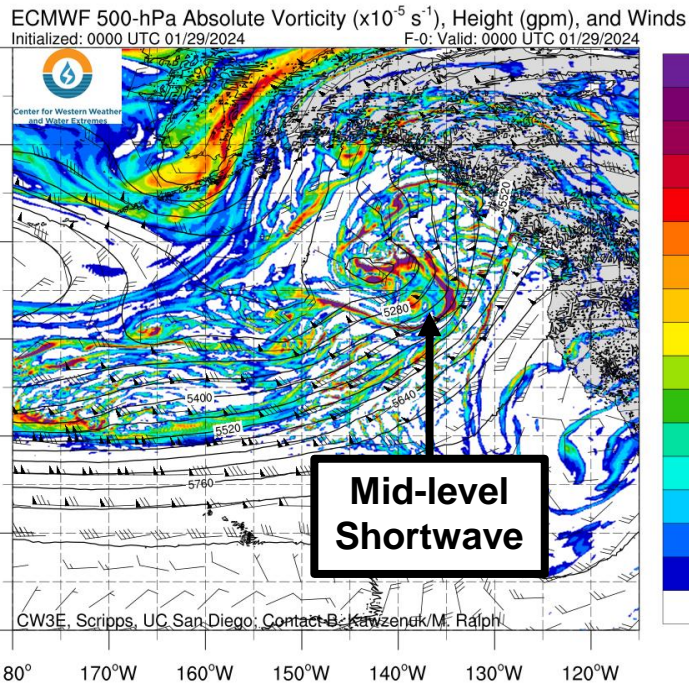 ECMWF 500-hPa Absolute Vorticity (x10⁻⁵ s⁻¹), Height (gpm), and Winds
Initialized: 0000 UTC 01/29/2024 F-0: Valid: 0000 UTC 01/29/2024
Center for Western Weather
and Water Extremes
5520
5280
5400
5640
5520
5760
Mid-level
Shortwave
CW3E, Scripps, UC San Diego; Contact B. Kawzenuk/M. Ralph
80° 170°W 160°W 150°W 140°W 130°W 120°W